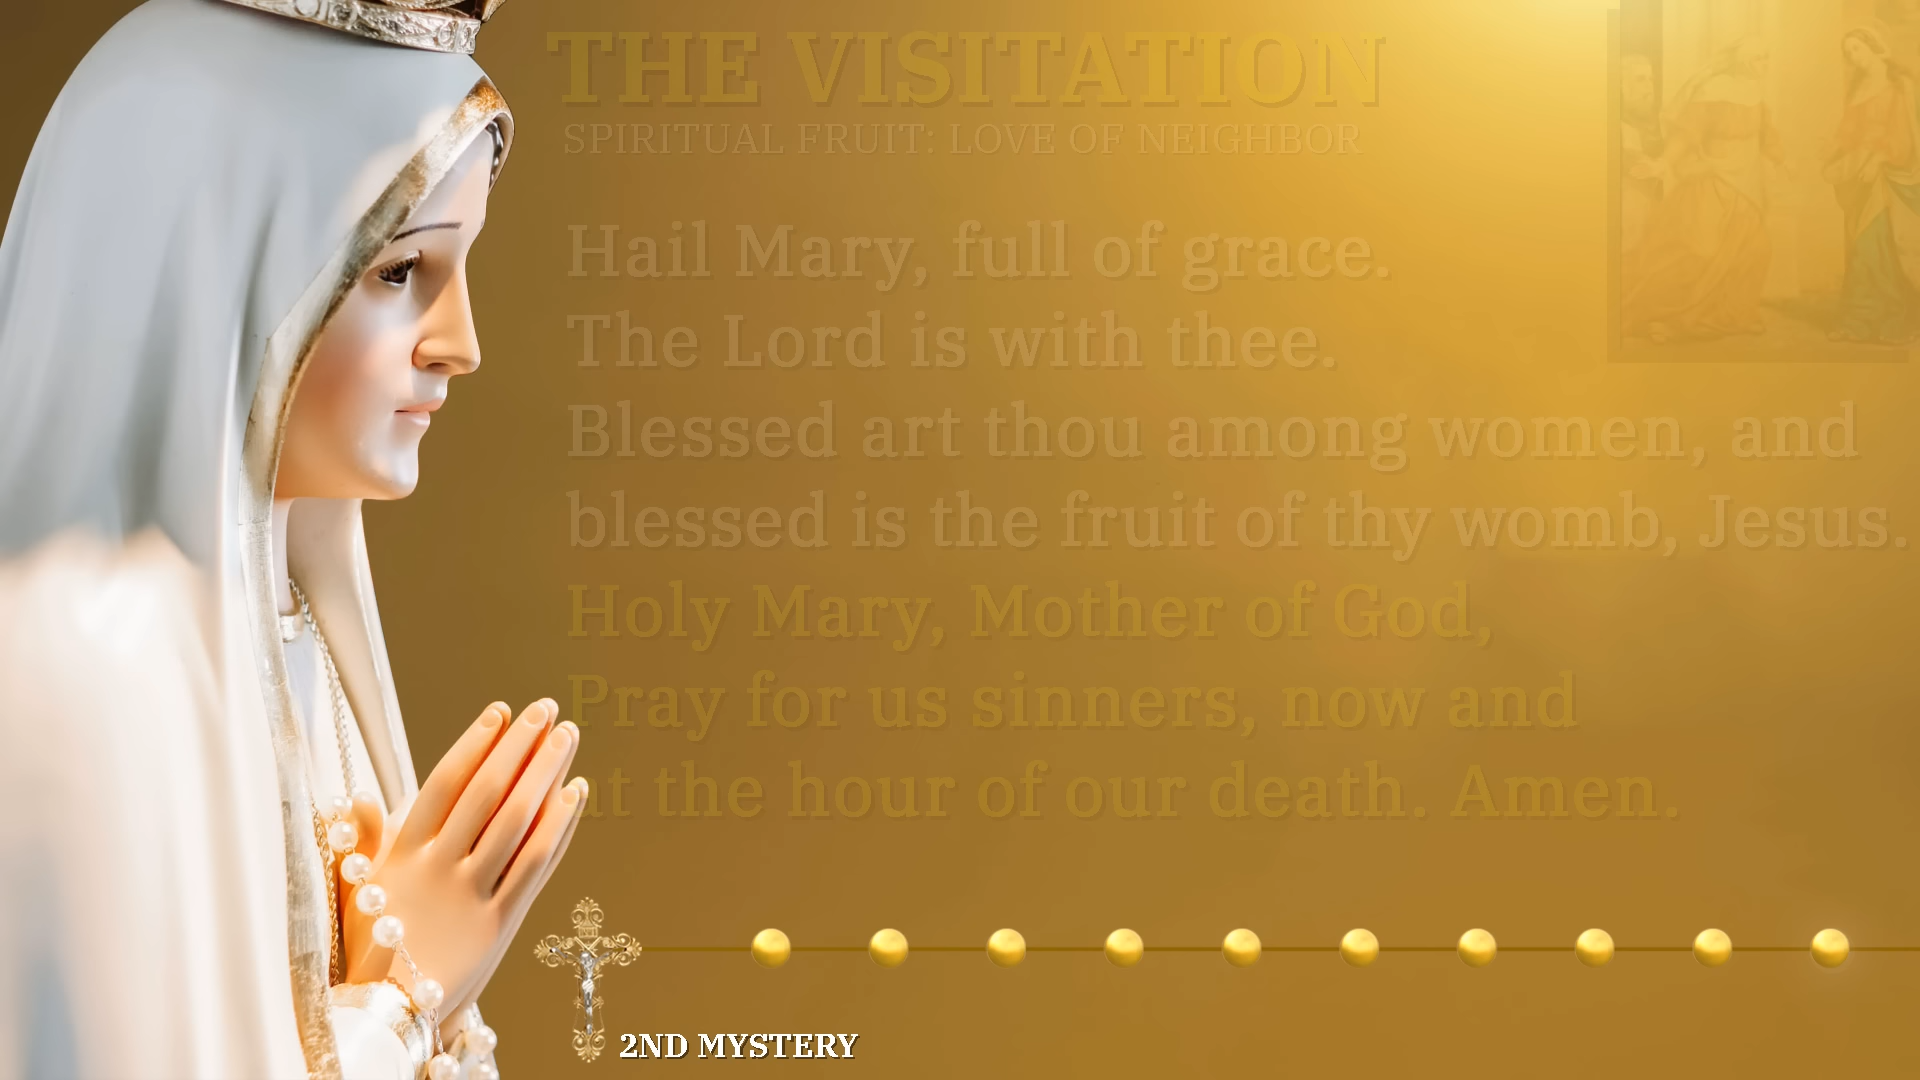 THE VISITATION
SPIRITUAL FRUIT: LOVE OF NEIGHBOR
Hail Mary, full of grace.
The Lord is with thee.
Blessed art thou among women, and
blessed is the fruit of thy womb, Jesus.
Holy Mary, Mother of God,
Pray for us sinners, now and
at the hour of our death. Amen.
2ND MYSTERY